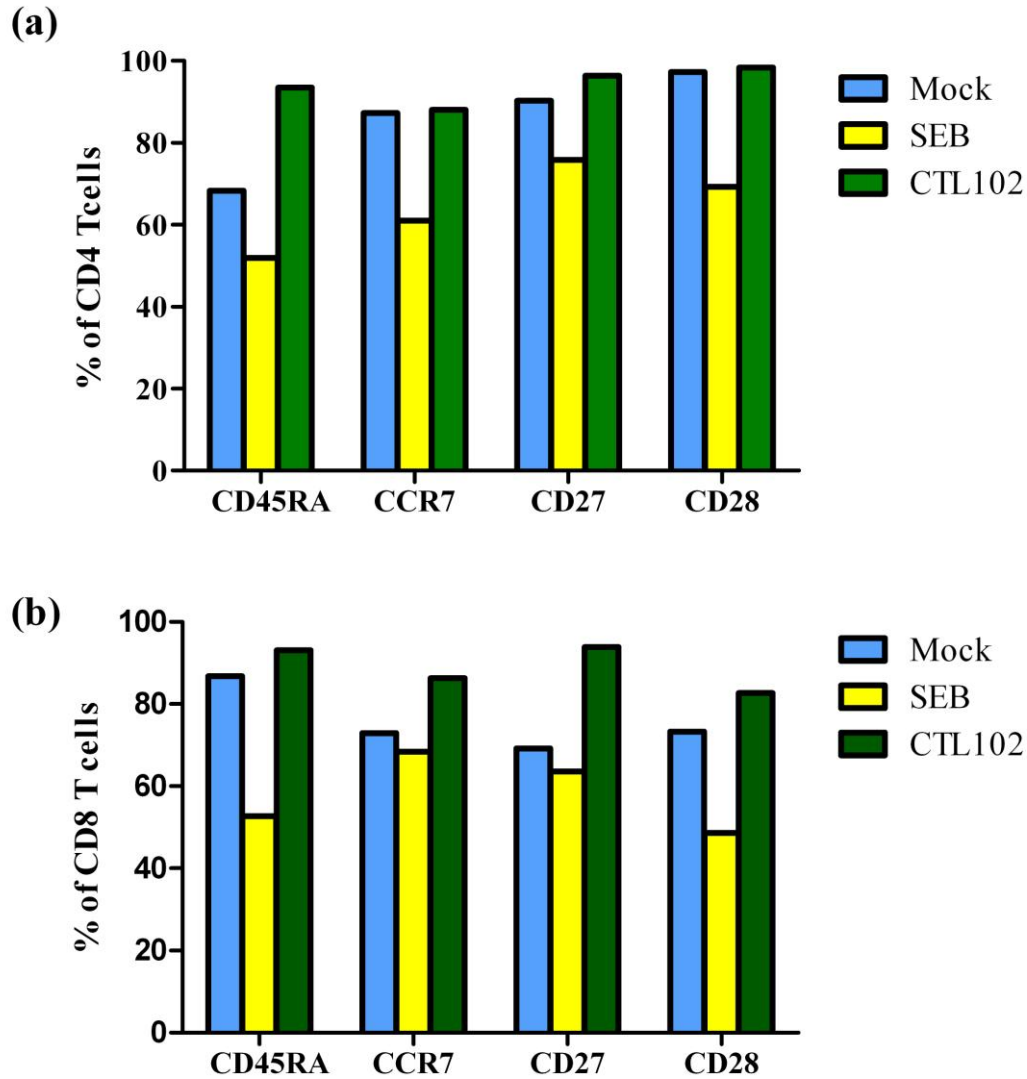 (a)
% of CD4 Tcells
100
80
60
40
20
0
CD45RA CCR7 CD27 CD28
Mock
SEB
CTL102
(b)
% of CD8 T cells
100
80
60
40
20
0
CD45RA CCR7 CD27 CD28
Mock
SEB
CTL102